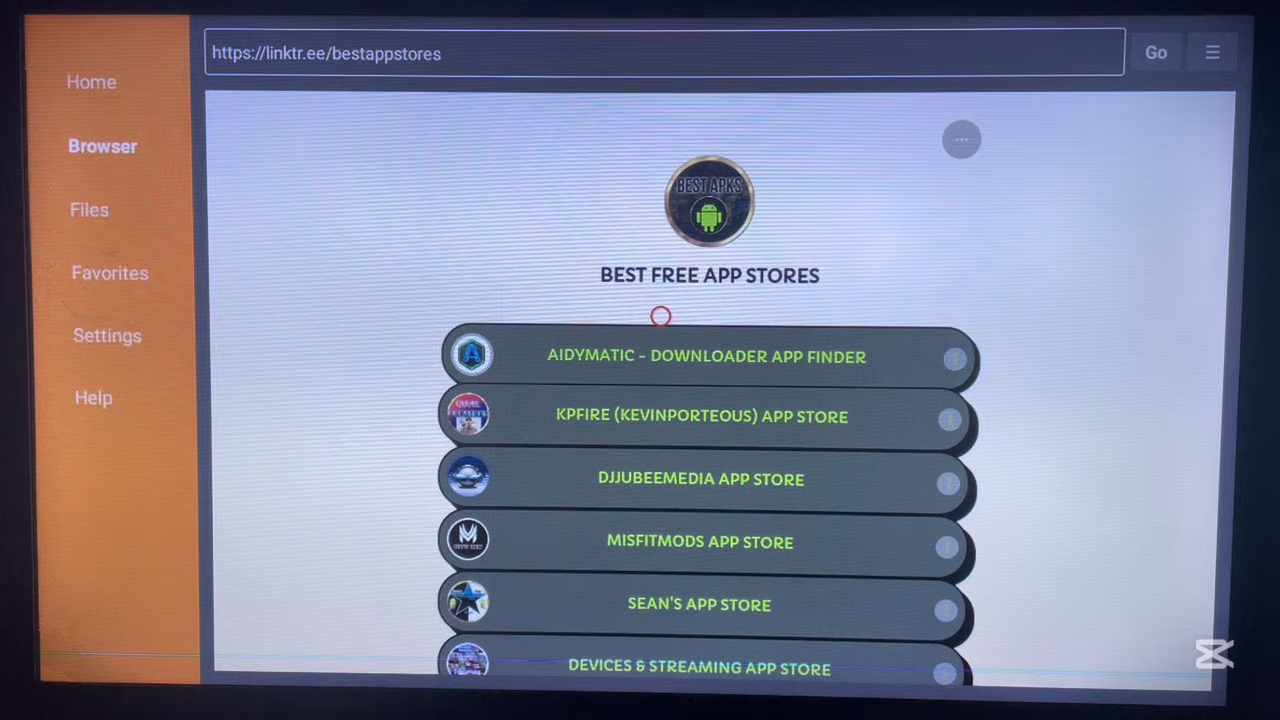 https://linktr.ee/bestappstores
Go
Home
Browser
Files
Favorites
Settings
Help
BEST APKS
BEST FREE APP STORES
AIDYMATIC - DOWNLOADER APP FINDER
KPFIRE (KEVINPORTEOUS) APP STORE
DJJUBEEMEDIA APP STORE
MISFITMODS APP STORE
SEAN'S APP STORE
DEVICES & STREAMING APP STORE